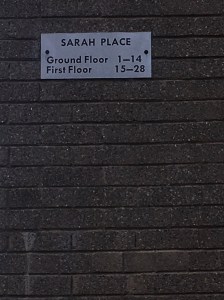 SARAH PLACE
Ground Floor 1—14
First Floor 15—28